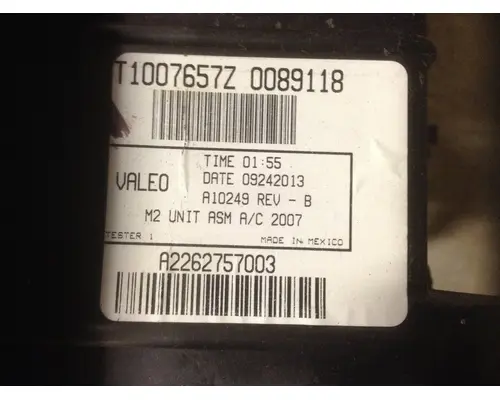 T1007657Z 0089118
TIME 01:55
VALEO DATE 09242013
A10249 REV - B
M2 UNIT ASM A/C 2007
TESTER 1 MADE IN MEXICO
A2262757003